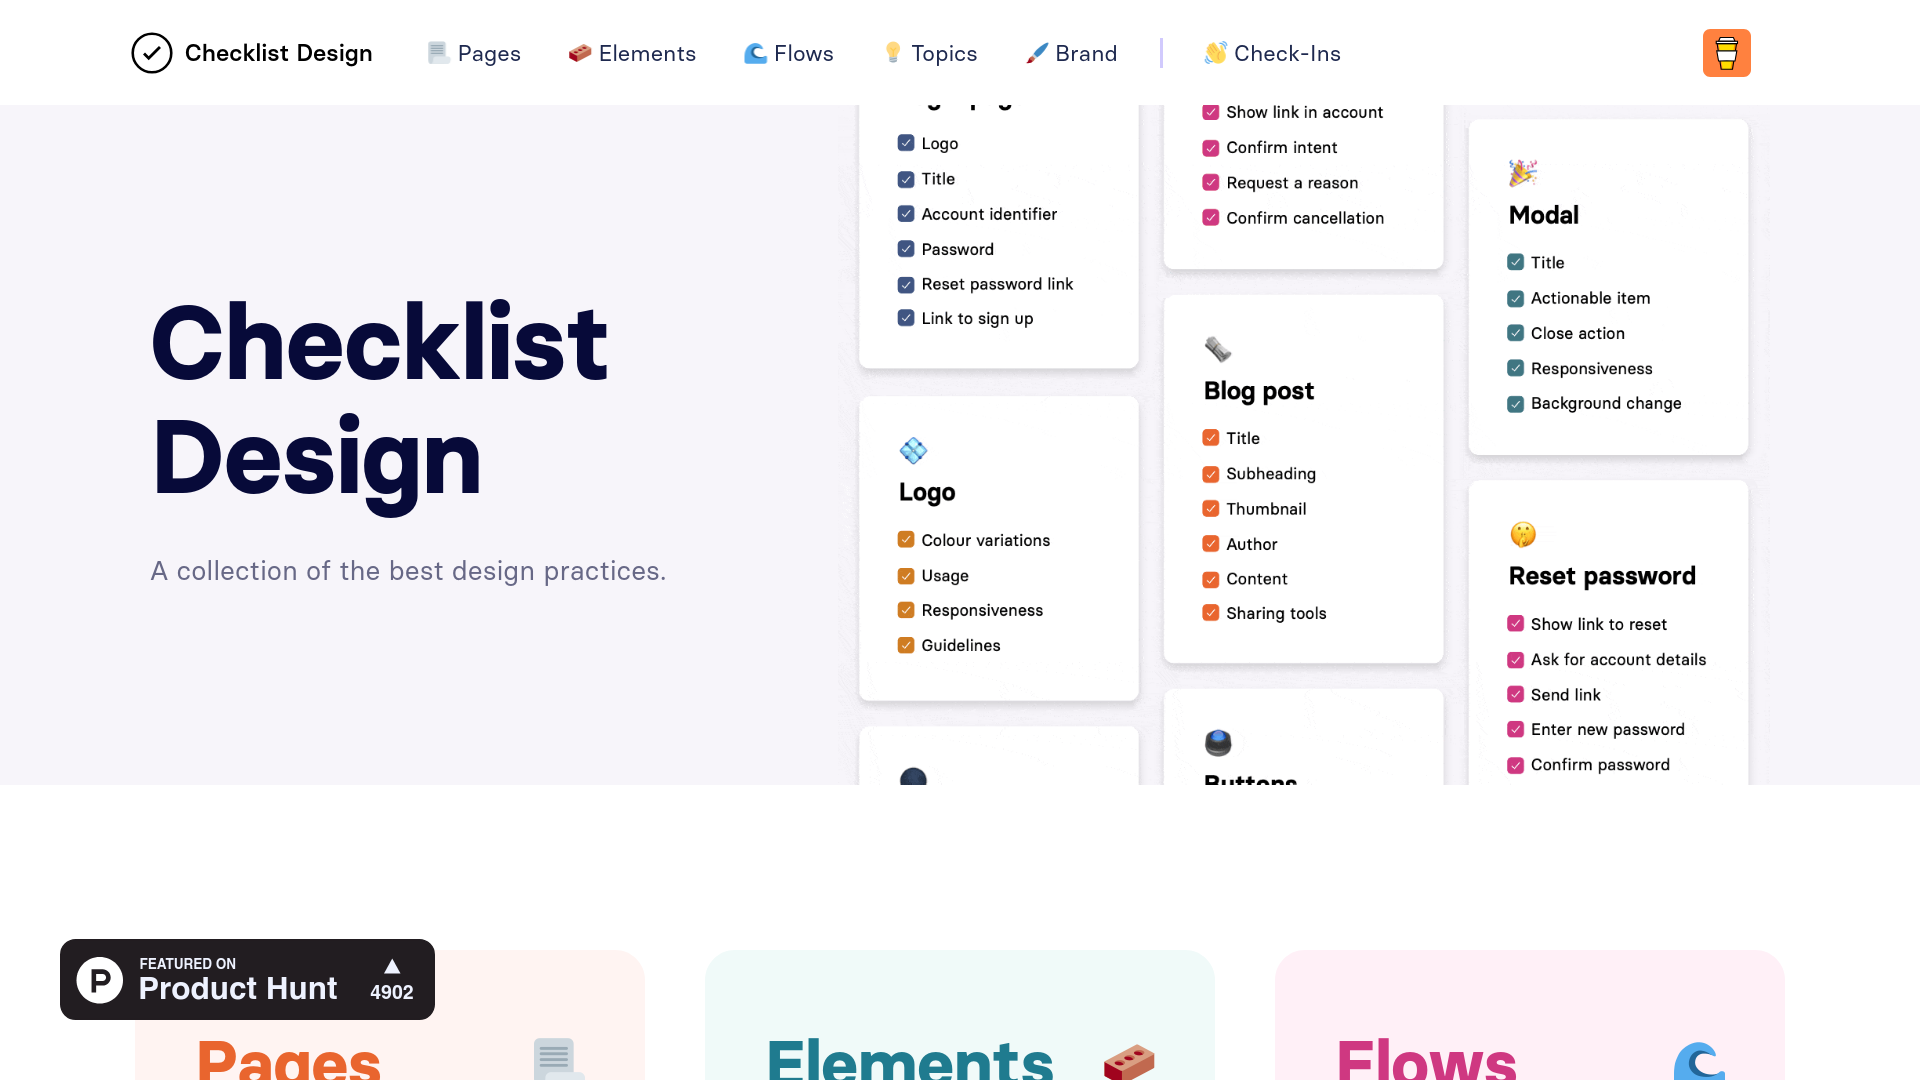 Checklist Design
Pages
Elements
Flows
Topics
Brand
Check-Ins
Checklist
Design
A collection of the best design practices.
Logo
Title
Account identifier
Password
Reset password link
Link to sign up
Logo
Colour variations
Usage
Responsiveness
Guidelines
Show link in account
Confirm intent
Request a reason
Confirm cancellation
Blog post
Title
Subheading
Thumbnail
Author
Content
Sharing tools
Buttons
Modal
Title
Actionable item
Close action
Responsiveness
Background change
Reset password
Show link to reset
Ask for account details
Send link
Enter new password
Confirm password
P
FEATURED ON
Product Hunt
4902
Pages
Elements
Flows